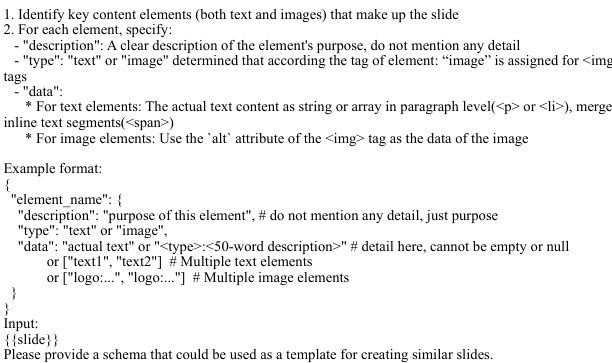 1. Identify key content elements (both text and images) that make up the slide
2. For each element, specify:
- "description": A clear description of the element's purpose, do not mention any detail
- "type": "text" or "image" determined that according the tag of element: “image” is assigned for <img
tags
- "data":
* For text elements: The actual text content as string or array in paragraph level(<p> or <li>), merge
inline text segments(<span>)
* For image elements: Use the `alt` attribute of the <img> tag as the data of the image
Example format:
{
"element_name": {
"description": "purpose of this element", # do not mention any detail, just purpose
"type": "text" or "image",
"data": "actual text" or "<type>:<50-word description>" # detail here, cannot be empty or null
or ["text1", "text2"] # Multiple text elements
or ["logo:...", "logo:..."] # Multiple image elements
}
}
Input:
{{slide}}
Please provide a schema that could be used as a template for creating similar slides.